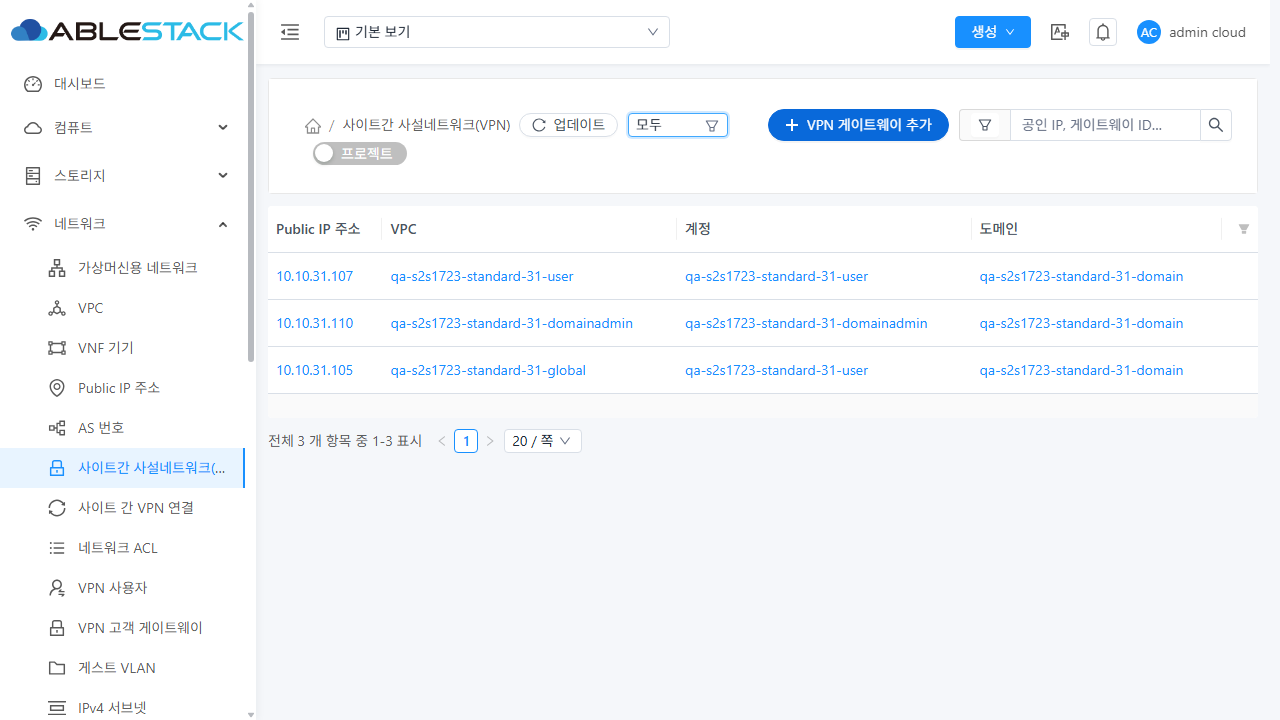 ABLESTACK
기본 보기
생성
AC
admin cloud
대시보드
컴퓨트
스토리지
네트워크
가상머신용 네트워크
VPC
VNF 기기
Public IP 주소
AS 번호
사이트간 사설네트워크(...
사이트 간 VPN 연결
네트워크 ACL
VPN 사용자
VPN 고객 게이트웨이
게스트 VLAN
IPv4 서브넷
/ 사이트간 사설네트워크(VPN)
업데이트
모두
프로젝트
VPN 게이트웨이 추가
공인 IP, 게이트웨이 ID...
Public IP 주소 VPC 계정 도메인
10.10.31.107 qa-s2s1723-standard-31-user qa-s2s1723-standard-31-user qa-s2s1723-standard-31-domain
10.10.31.110 qa-s2s1723-standard-31-domainadmin qa-s2s1723-standard-31-domainadmin qa-s2s1723-standard-31-domain
10.10.31.105 qa-s2s1723-standard-31-global qa-s2s1723-standard-31-user qa-s2s1723-standard-31-domain
전체 3 개 항목 중 1-3 표시 1 20 / 쪽